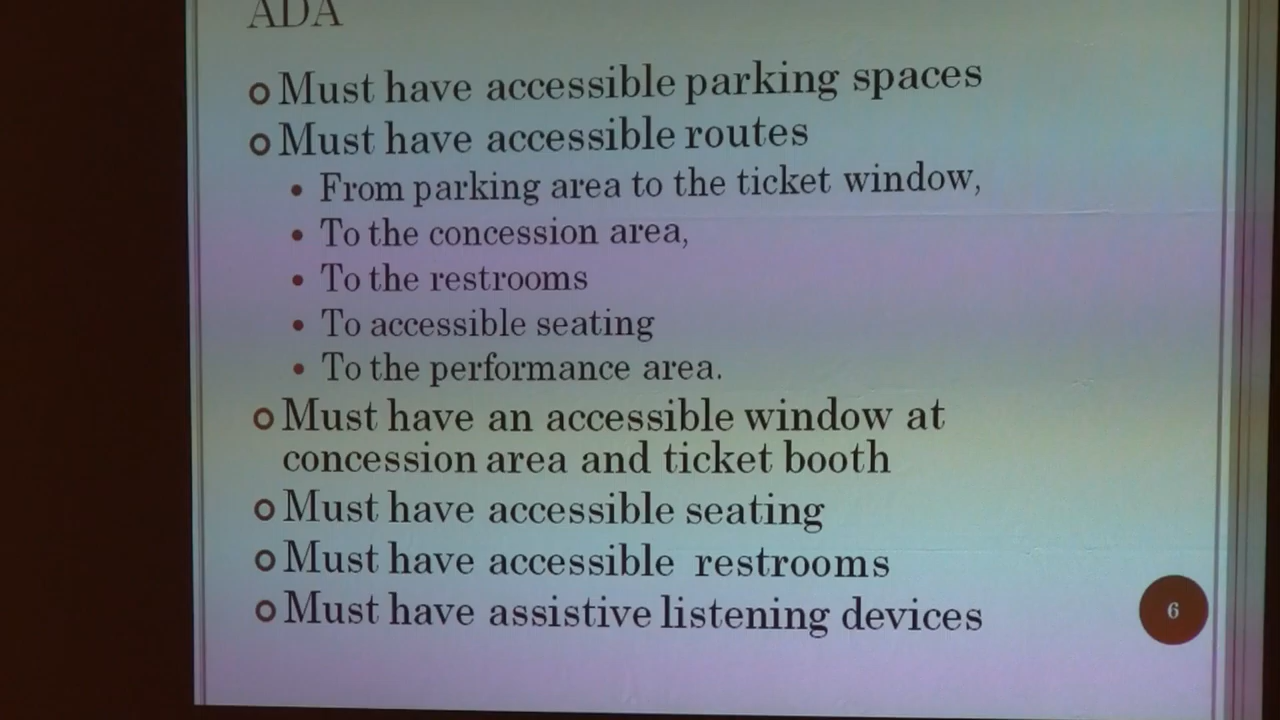 ADA
Must have accessible parking spaces
Must have accessible routes
From parking area to the ticket window,
To the concession area,
To the restrooms
To accessible seating
To the performance area.
Must have an accessible window at
concession area and ticket booth
Must have accessible seating
Must have accessible restrooms
Must have assistive listening devices
6